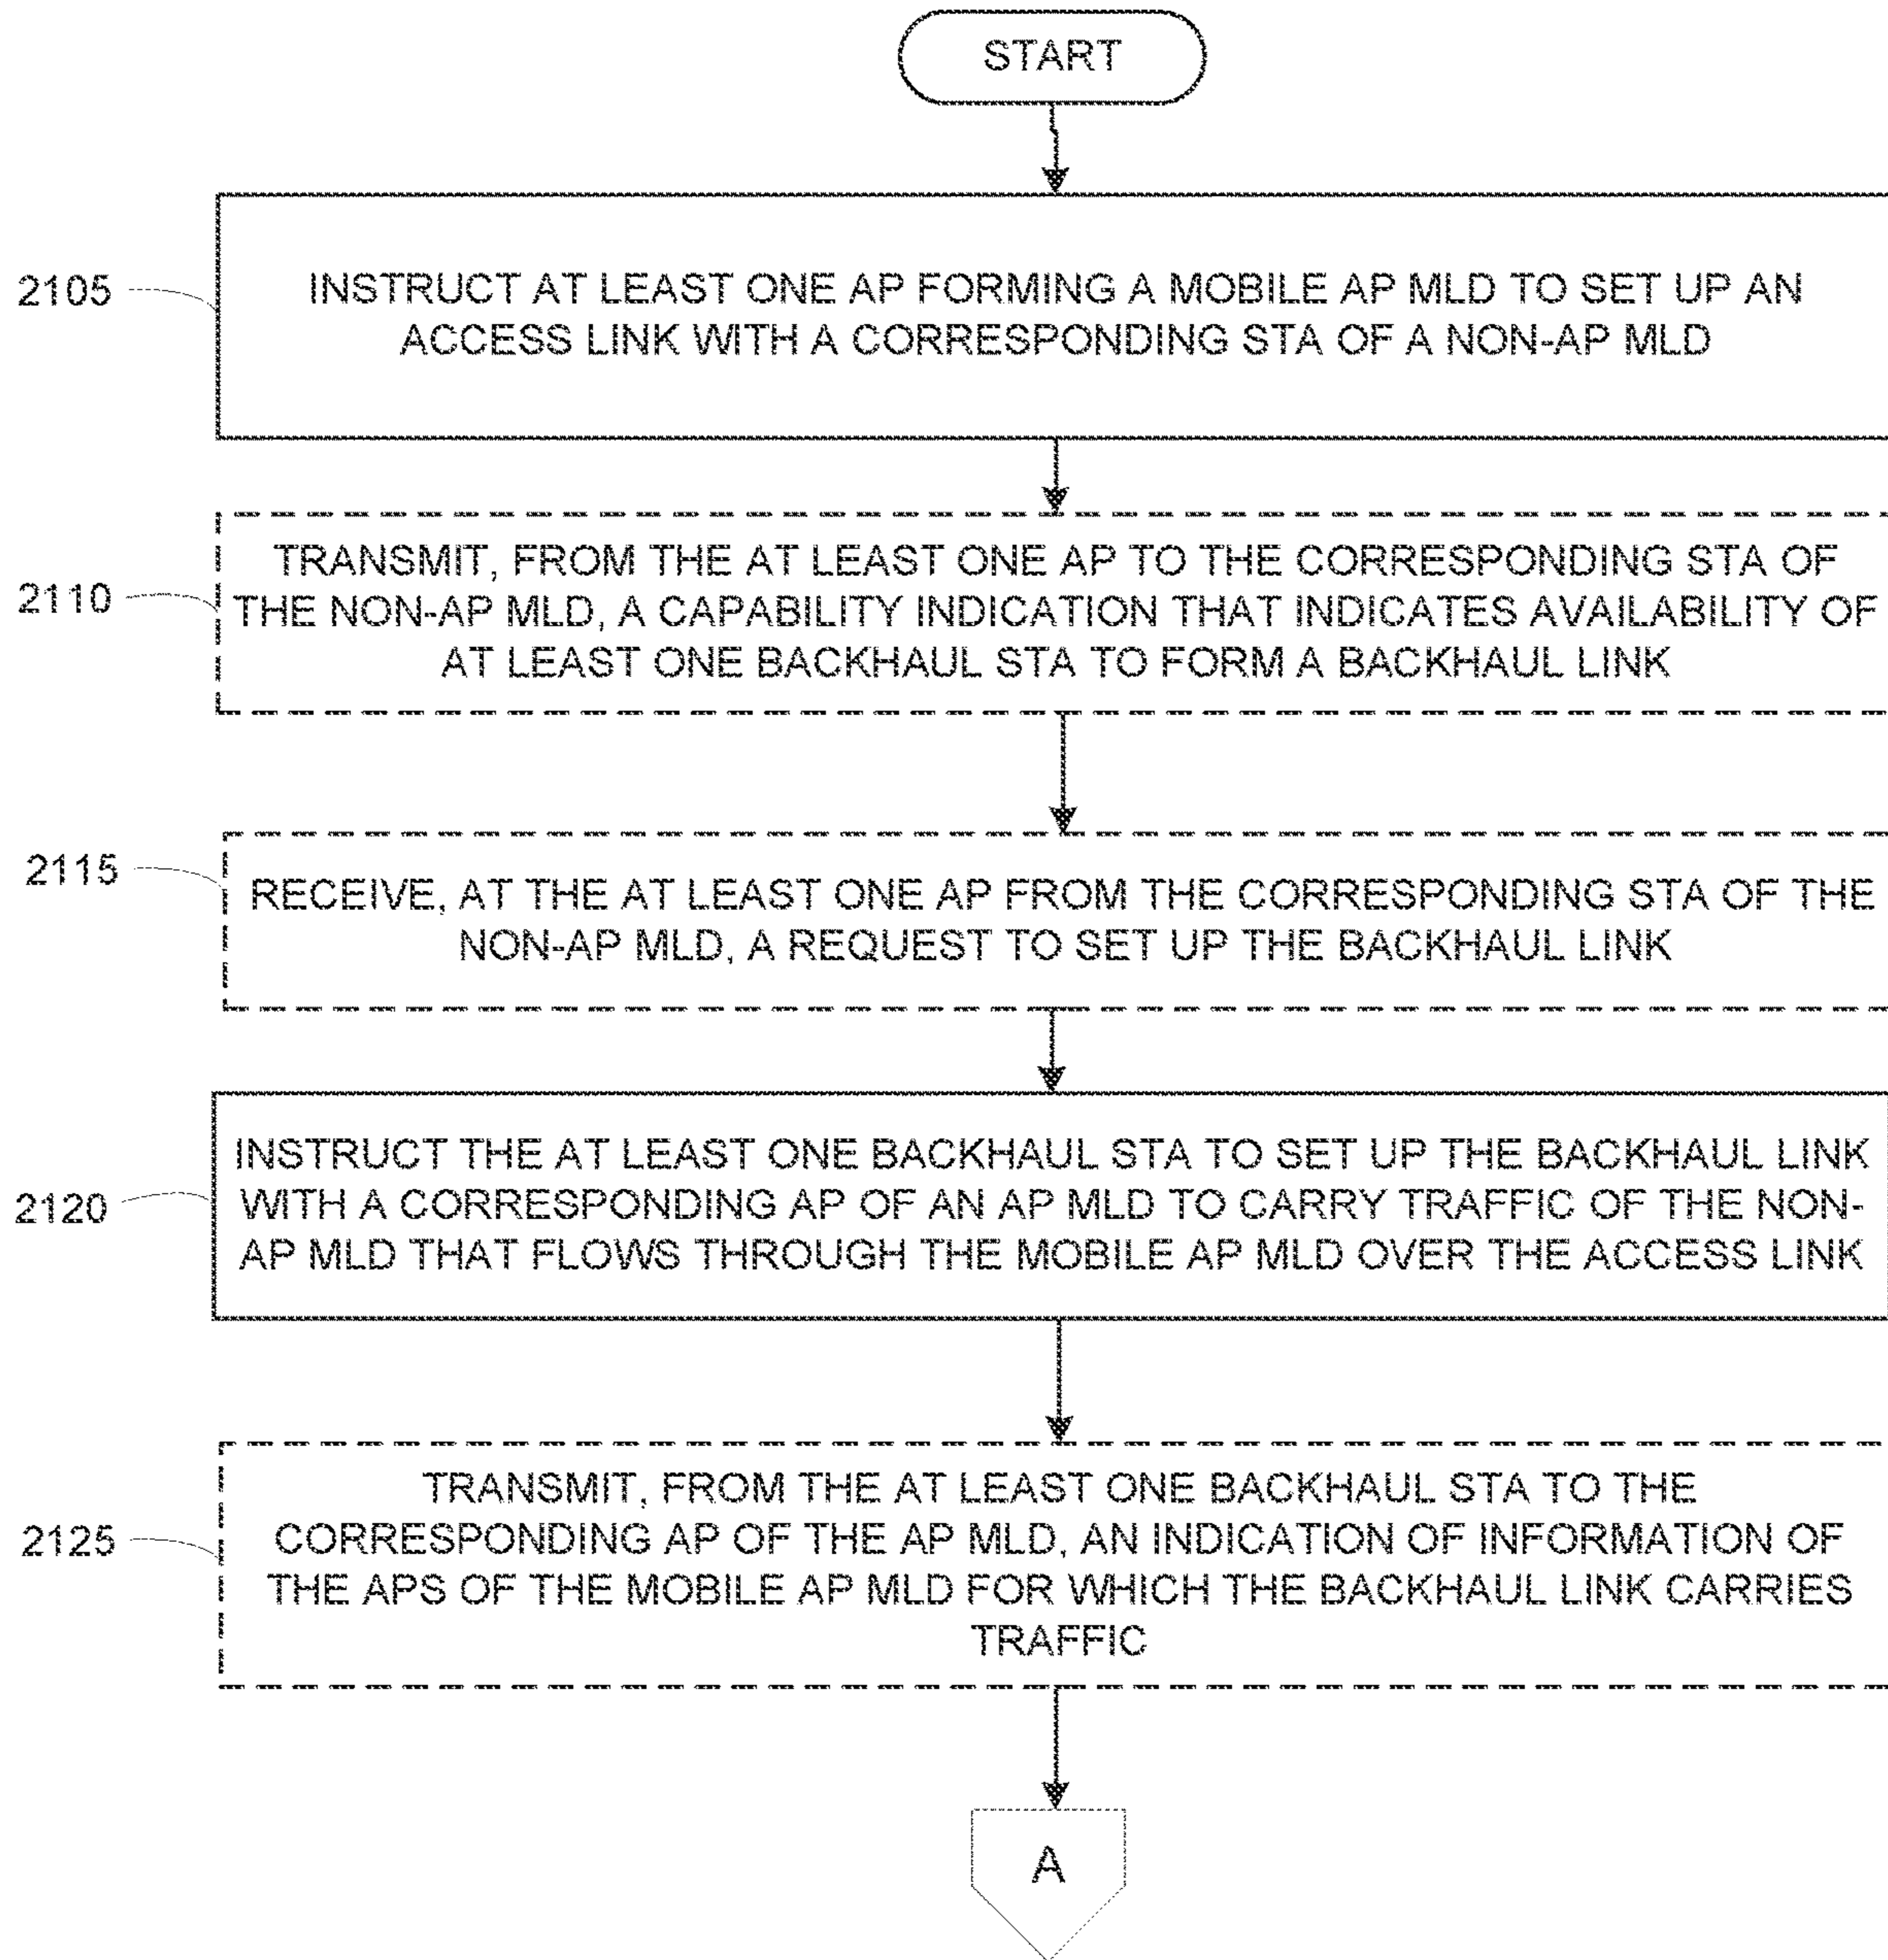 START
2105
INSTRUCT AT LEAST ONE AP FORMING A MOBILE AP MLD TO SET UP AN
ACCESS LINK WITH A CORRESPONDING STA OF A NON-AP MLD
2110
TRANSMIT, FROM THE AT LEAST ONE AP TO THE CORRESPONDING STA OF
THE NON-AP MLD, A CAPABILITY INDICATION THAT INDICATES AVAILABILITY OF
AT LEAST ONE BACKHAUL STA TO FORM A BACKHAUL LINK
2115
RECEIVE, AT THE AT LEAST ONE AP FROM THE CORRESPONDING STA OF THE
NON-AP MLD, A REQUEST TO SET UP THE BACKHAUL LINK
2120
INSTRUCT THE AT LEAST ONE BACKHAUL STA TO SET UP THE BACKHAUL LINK
WITH A CORRESPONDING AP OF AN AP MLD TO CARRY TRAFFIC OF THE NON-
AP MLD THAT FLOWS THROUGH THE MOBILE AP MLD OVER THE ACCESS LINK
2125
TRANSMIT, FROM THE AT LEAST ONE BACKHAUL STA TO THE
CORRESPONDING AP OF THE AP MLD, AN INDICATION OF INFORMATION OF
THE APS OF THE MOBILE AP MLD FOR WHICH THE BACKHAUL LINK CARRIES
TRAFFIC
A